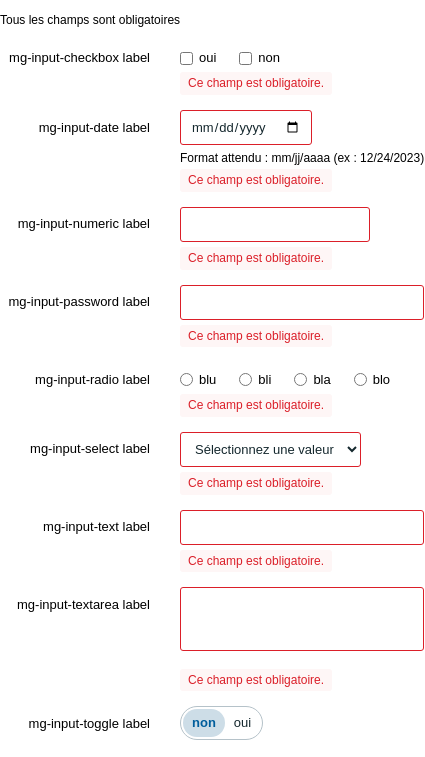 Tous les champs sont obligatoires
mg-input-checkbox label oui non
Ce champ est obligatoire.
mg-input-date label mm/dd/yyyy
Format attendu : mm/jj/aaaa (ex : 12/24/2023)
Ce champ est obligatoire.
mg-input-numeric label
Ce champ est obligatoire.
mg-input-password label
Ce champ est obligatoire.
mg-input-radio label blu bli bla blo
Ce champ est obligatoire.
mg-input-select label Sélectionnez une valeur
Ce champ est obligatoire.
mg-input-text label
Ce champ est obligatoire.
mg-input-textarea label
Ce champ est obligatoire.
mg-input-toggle label non oui